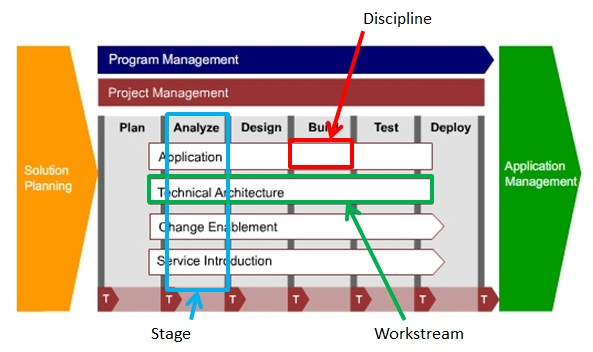 Discipline
Program Management
Project Management
Plan Analyze Design Build Test Deploy
Application
Solution
Planning
Application
Management
Technical Architecture
Change Enablement
Service Introduction
T T T T T T T
Stage
Workstream